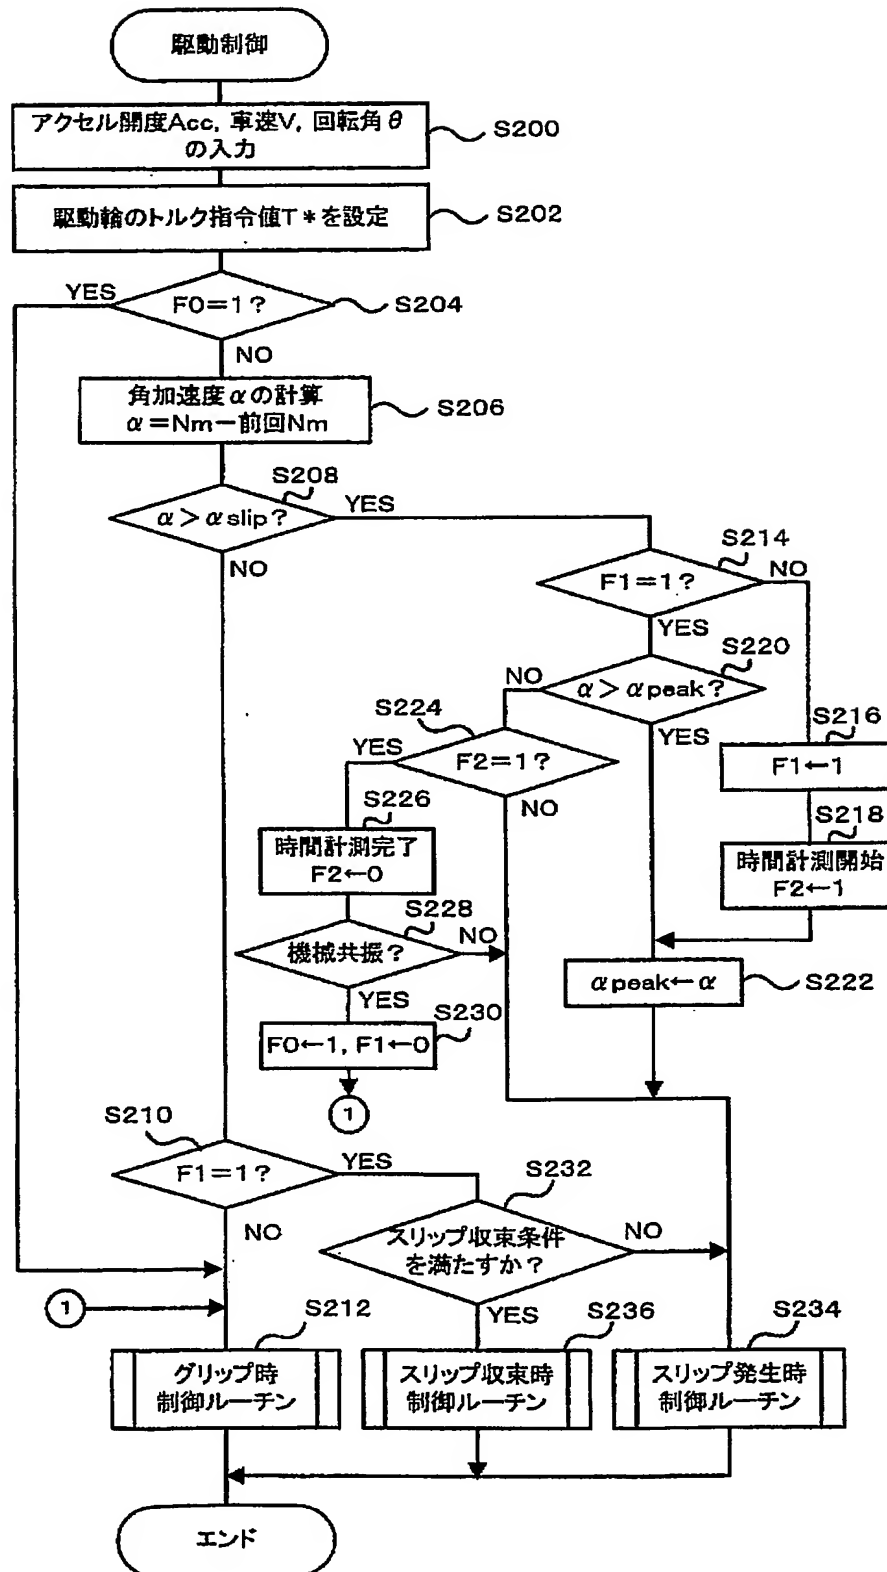 駆動制御
アクセル開度Acc, 車速V, 回転角θ
の入力
S200
駆動輪のトルク指令値T*を設定
S202
YES
F0=1?
S204
NO
角加速度αの計算
α=Nm-前回Nm
S206
S208
α>αslip?
YES
NO
S214
F1=1?
NO
YES
S220
α>αpeak?
NO
YES
S224
YES
F2=1?
NO
S216
F1←1
S226
時間計測完了
F2←0
S218
時間計測開始
F2←1
S228
機械共振?
NO
YES
αpeak←α
S222
S230
F0←1, F1←0
1
S210
F1=1?
YES
NO
S232
スリップ収束条件
を満たすか?
NO
YES
1
S212
グリップ時
制御ルーチン
S236
スリップ収束時
制御ルーチン
S234
スリップ発生時
制御ルーチン
エンド